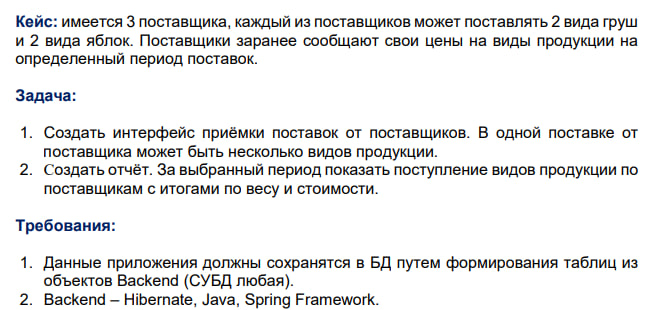 Кейс: имеется 3 поставщика, каждый из поставщиков может поставлять 2 вида груш
и 2 вида яблок. Поставщики заранее сообщают свои цены на виды продукции на
определенный период поставок.
Задача:
1. Создать интерфейс приёмки поставок от поставщиков. В одной поставке от
поставщика может быть несколько видов продукции.
2. Создать отчёт. За выбранный период показать поступление видов продукции по
поставщикам с итогами по весу и стоимости.
Требования:
1. Данные приложения должны сохранятся в БД путем формирования таблиц из
объектов Backend (СУБД любая).
2. Backend – Hibernate, Java, Spring Framework.